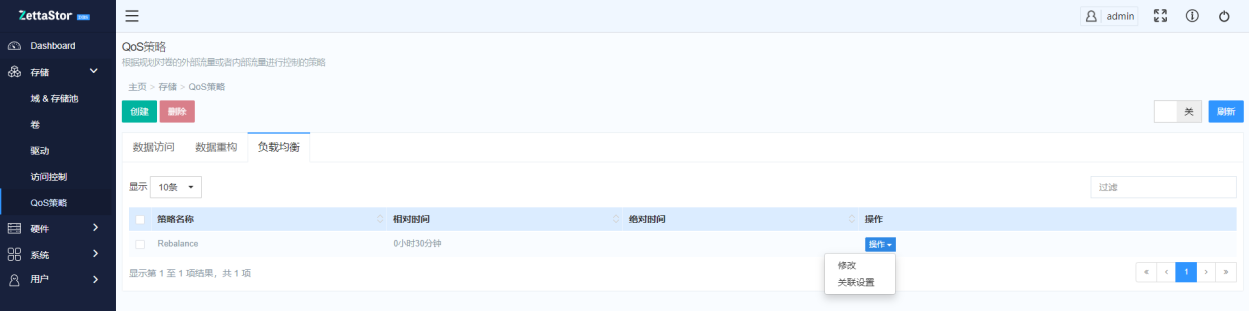 ZettaStor DBS
admin
Dashboard
存储
域 & 存储池
卷
驱动
访问控制
QoS策略
硬件
系统
用户
QoS策略
根据规划对卷的外部流量或者内部流量进行控制的策略
主页 > 存储 > QoS策略
创建 删除
关 刷新
数据访问 数据重构 负载均衡
显示 10条
过滤
策略名称 相对时间 绝对时间 操作
Rebalance 0小时30分钟 操作
修改
关联设置
显示第 1 至 1 项结果，共 1 项
« < 1 > »